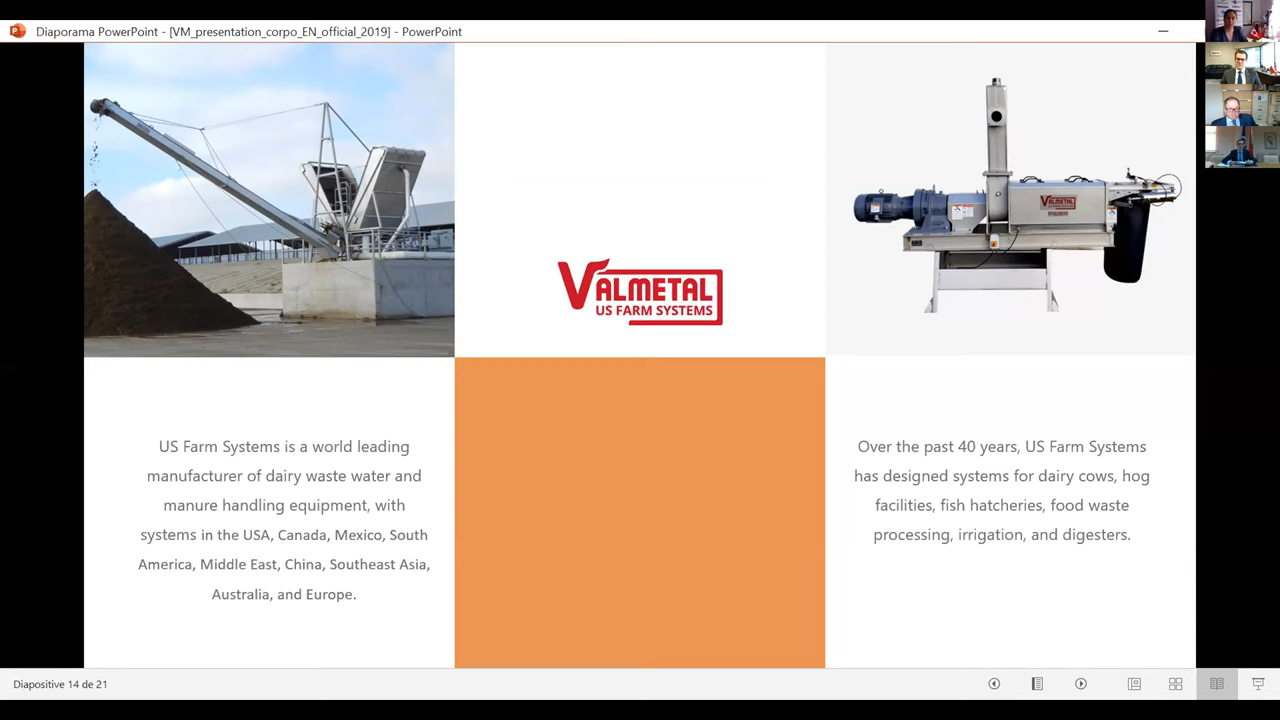 Diaporama PowerPoint - [VM_presentation_corpo_EN_official_2019] - PowerPoint
VALMETAL
VALMETAL
US FARM SYSTEMS
US Farm Systems is a world leading
manufacturer of dairy waste water and
manure handling equipment, with
systems in the USA, Canada, Mexico, South
America, Middle East, China, Southeast Asia,
Australia, and Europe.
Over the past 40 years, US Farm Systems
has designed systems for dairy cows, hog
facilities, fish hatcheries, food waste
processing, irrigation, and digesters.
Diapositive 14 de 21